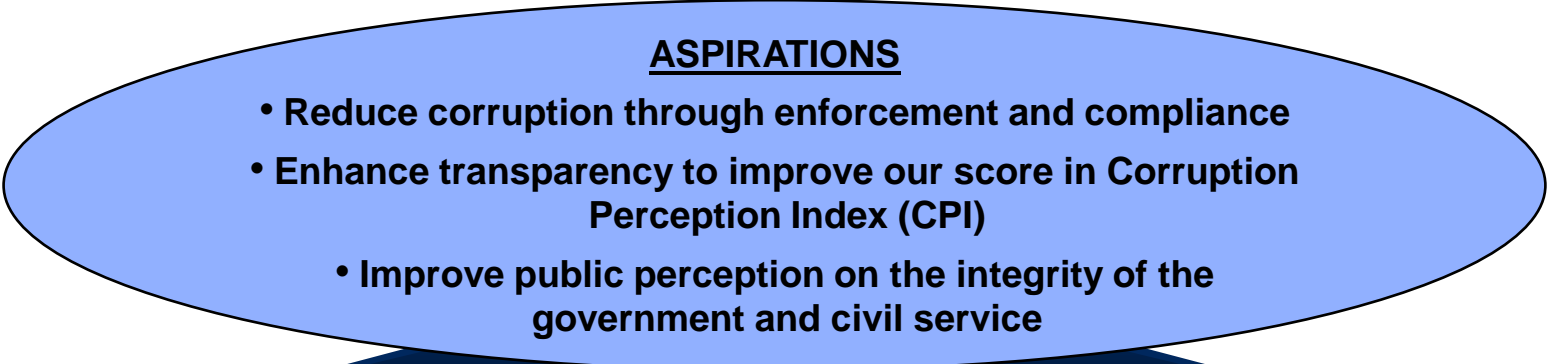 ASPIRATIONS
• Reduce corruption through enforcement and compliance
• Enhance transparency to improve our score in Corruption
Perception Index (CPI)
• Improve public perception on the integrity of the
government and civil service